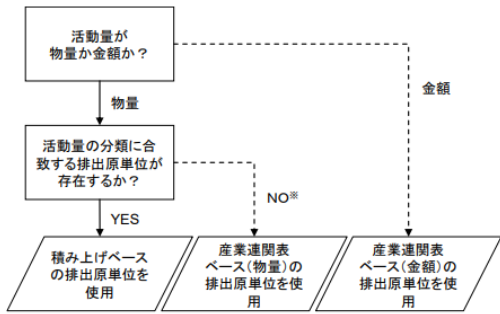 活動量が
物量か金額か？
物量
金額
活動量の分類に合
致する排出原単位が
存在するか？
YES
NO※
積み上げベース
の排出原単位を
使用
産業連関表
ベース（物量）の
排出原単位を使
用
産業連関表
ベース（金額）の
排出原単位を使
用